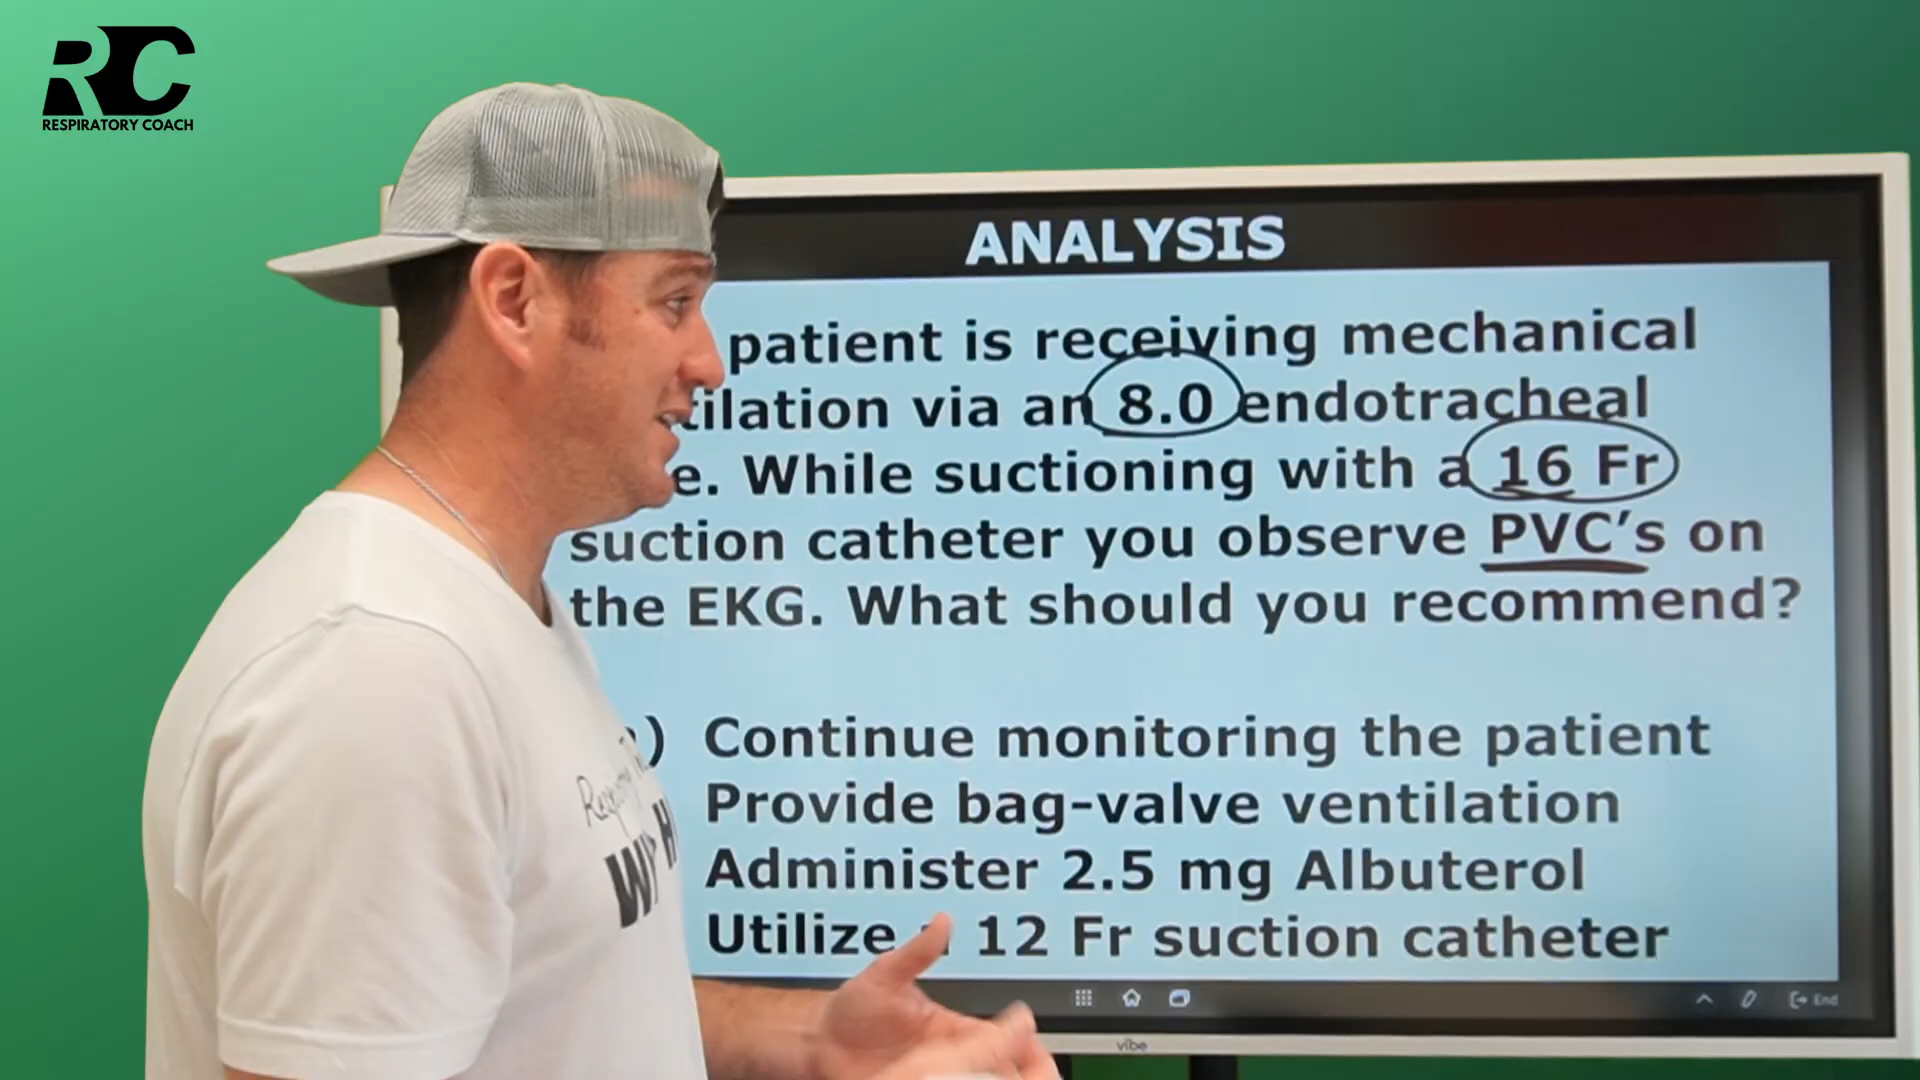 RC
RESPIRATORY COACH
ANALYSIS
patient is receiving mechanical
tilation via an 8.0 endotracheal
e. While suctioning with a 16 Fr
suction catheter you observe PVC's on
the EKG. What should you recommend?
) Continue monitoring the patient
Provide bag-valve ventilation
Administer 2.5 mg Albuterol
Utilize 12 Fr suction catheter
End
vibe